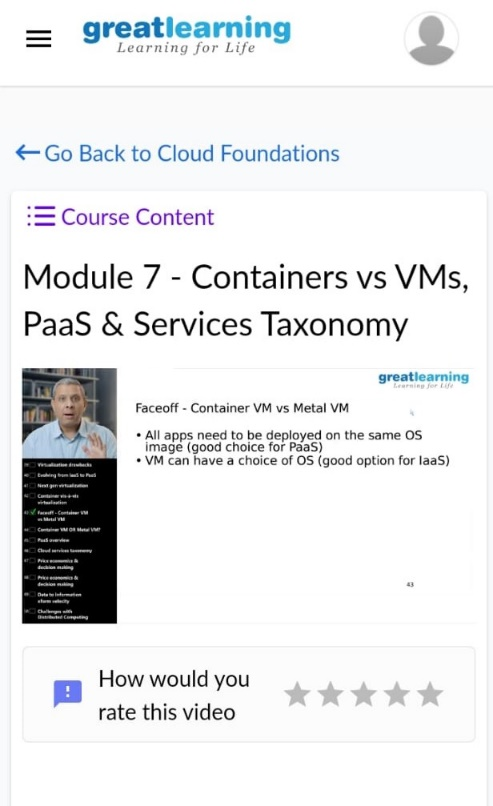 greatlearning
Learning for Life
Go Back to Cloud Foundations
Course Content
Module 7 - Containers vs VMs,
PaaS & Services Taxonomy
greatlearning
Learning for Life
Faceoff - Container VM vs Metal VM
• All apps need to be deployed on the same OS
image (good choice for PaaS)
• VM can have a choice of OS (good option for IaaS)
43
Virtualization drawbacks
Evolving from IaaS to PaaS
Next gen virtualization
Container vis-à-vis
virtualization
Faceoff - Container VM
vs Metal VM
Container VM OR Metal VM?
PaaS overview
Cloud services taxonomy
Price economics &
decision making
Price economics &
decision making
Data to Information
Challenges with
Distributed Computing
How would you
rate this video